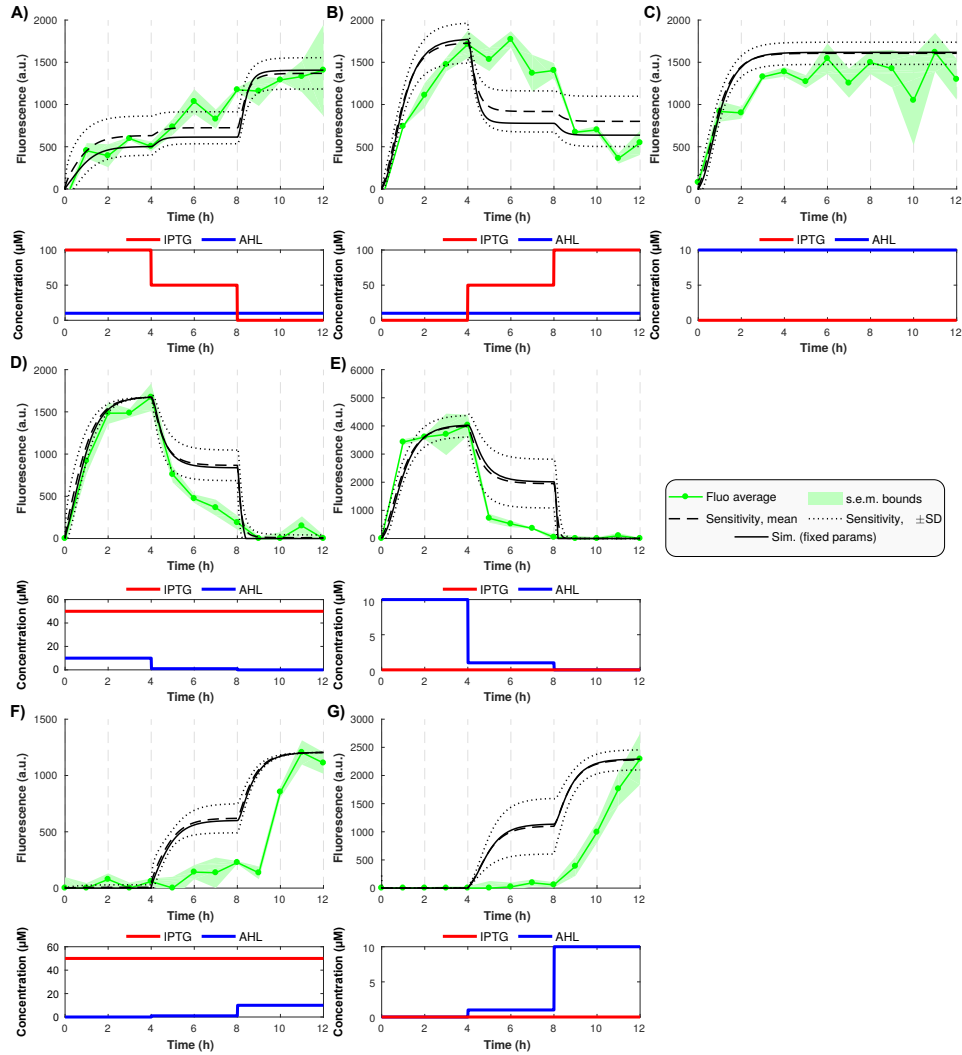 A)
Fluorescence (a.u.)
2000
1500
1000
500
0
0 2 4 6 8 10 12
Time (h)
IPTG AHL
Concentration (µM)
100
50
0
0 2 4 6 8 10 12
Time (h)
B)
Fluorescence (a.u.)
2000
1500
1000
500
0
0 2 4 6 8 10 12
Time (h)
IPTG AHL
Concentration (µM)
100
50
0
0 2 4 6 8 10 12
Time (h)
C)
Fluorescence (a.u.)
2000
1500
1000
500
0
0 2 4 6 8 10 12
Time (h)
IPTG AHL
Concentration (µM)
10
5
0
0 2 4 6 8 10 12
Time (h)
D)
Fluorescence (a.u.)
2000
1500
1000
500
0
0 2 4 6 8 10 12
Time (h)
IPTG AHL
Concentration (µM)
60
40
20
0
0 2 4 6 8 10 12
Time (h)
E)
Fluorescence (a.u.)
6000
5000
4000
3000
2000
1000
0
0 2 4 6 8 10 12
Time (h)
IPTG AHL
Concentration (µM)
10
5
0
0 2 4 6 8 10 12
Time (h)
Fluo average s.e.m. bounds
Sensitivity, mean Sensitivity, ±SD
Sim. (fixed params)
F)
Fluorescence (a.u.)
1500
1000
500
0
0 2 4 6 8 10 12
Time (h)
IPTG AHL
Concentration (µM)
60
40
20
0
0 2 4 6 8 10 12
Time (h)
G)
Fluorescence (a.u.)
3000
2500
2000
1500
1000
500
0
0 2 4 6 8 10 12
Time (h)
IPTG AHL
Concentration (µM)
10
5
0
0 2 4 6 8 10 12
Time (h)